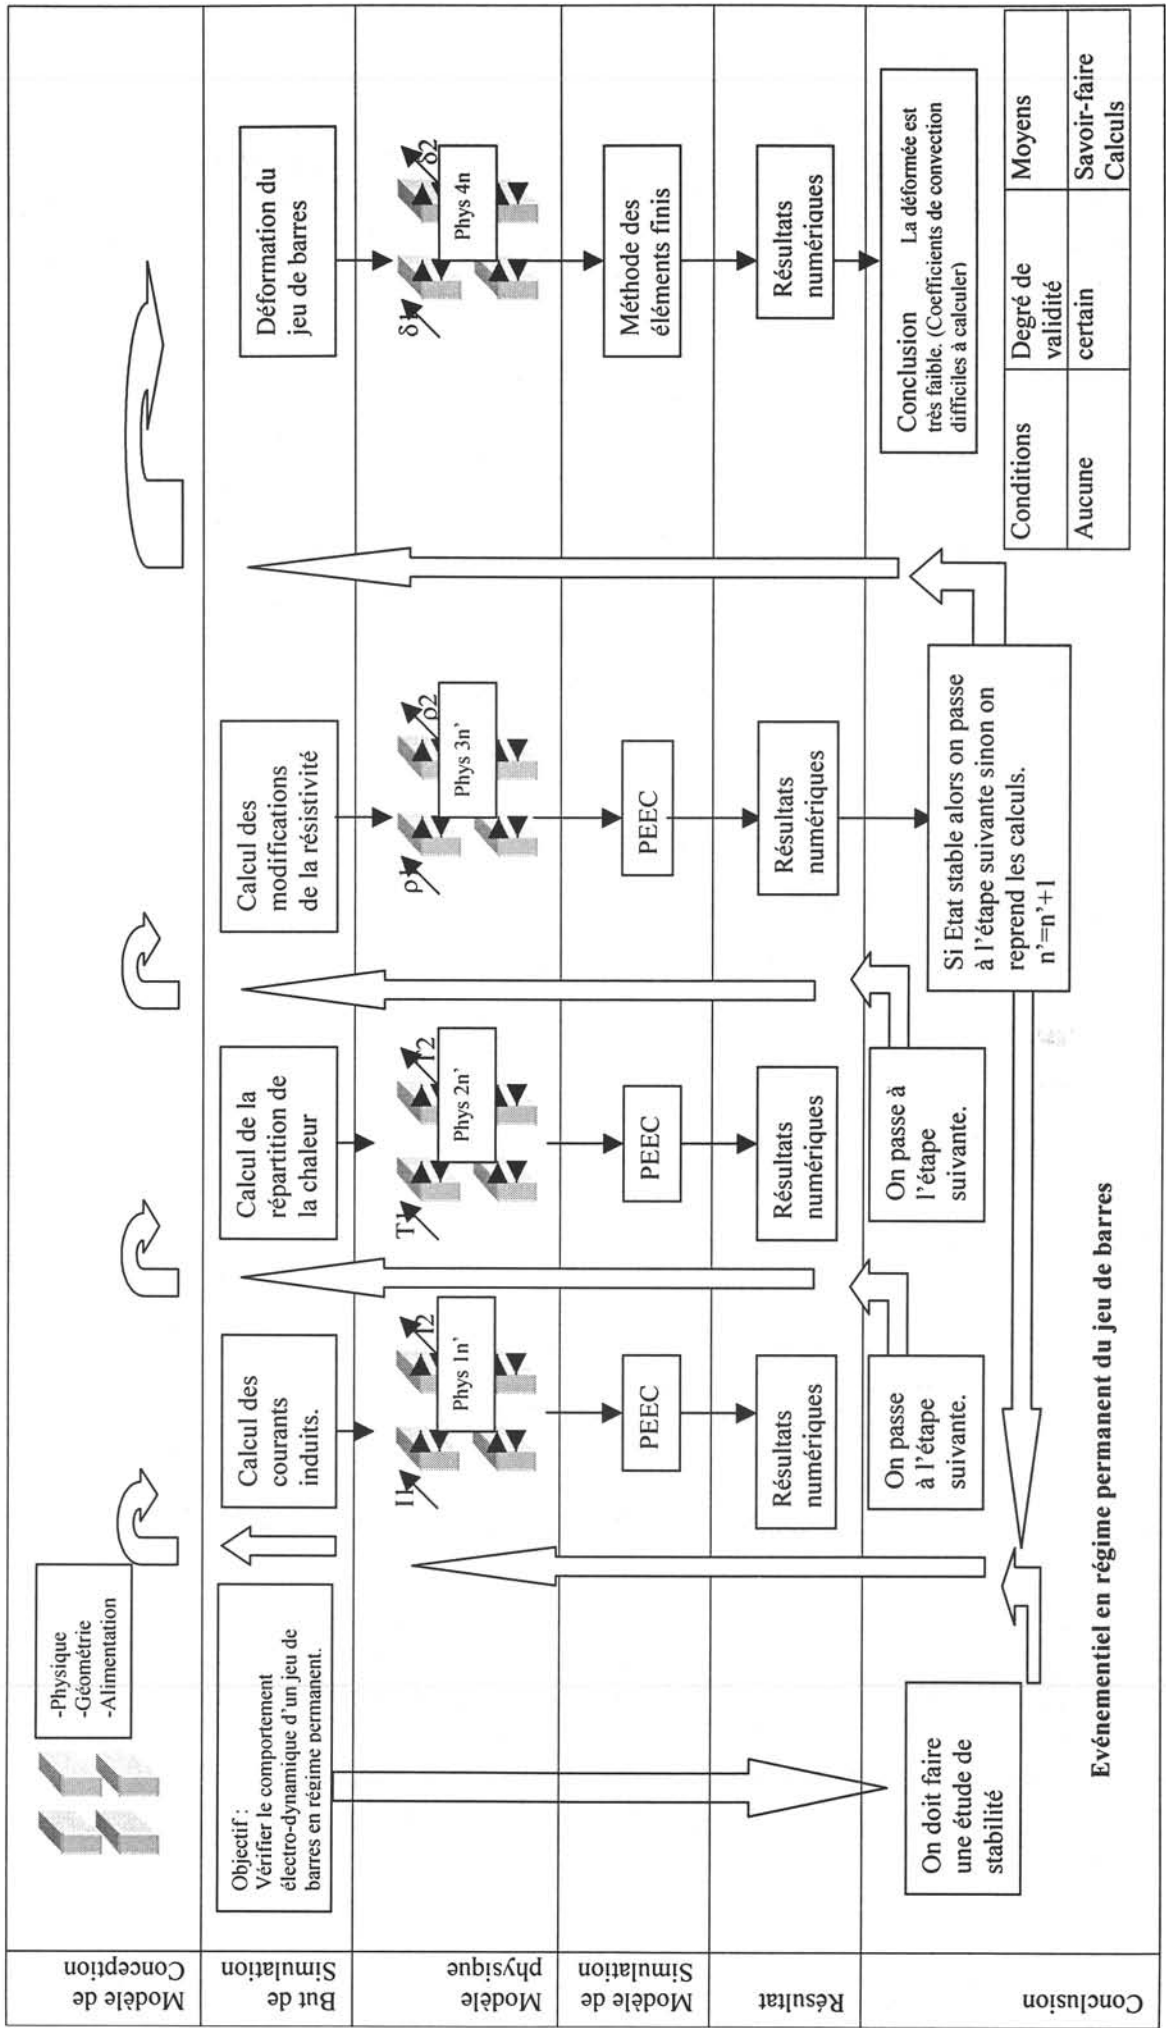 Modèle de
Conception
-Physique
-Géométrie
-Alimentation
But de
Simulation
Objectif :
Vérifier le comportement
électro-dynamique d'un jeu de
barres en régime permanent.
Calcul des
courants
induits.
Calcul de la
répartition de
la chaleur
Calcul des
modifications
de la résistivité
Déformation du
jeu de barres
Modèle
physique
I1
Phys 1n'
I2
T1
Phys 2n'
T2
ρ1
Phys 3n'
ρ2
δ1
Phys 4n
δ2
Modèle de
Simulation
PEEC
PEEC
PEEC
Méthode des
éléments finis
Résultat
Résultats
numériques
Résultats
numériques
Résultats
numériques
Résultats
numériques
Conclusion
On doit faire
une étude de
stabilité
On passe
à l'étape
suivante.
On passe à
l'étape
suivante.
Si Etat stable alors on passe
à l'étape suivante sinon on
reprend les calculs.
n'=n'+1
Conclusion La déformée est
très faible. (Coefficients de convection
difficiles à calculer)
Conditions Degré de validité Moyens
Aucune certain Savoir-faire Calculs
Evénementiel en régime permanent du jeu de barres